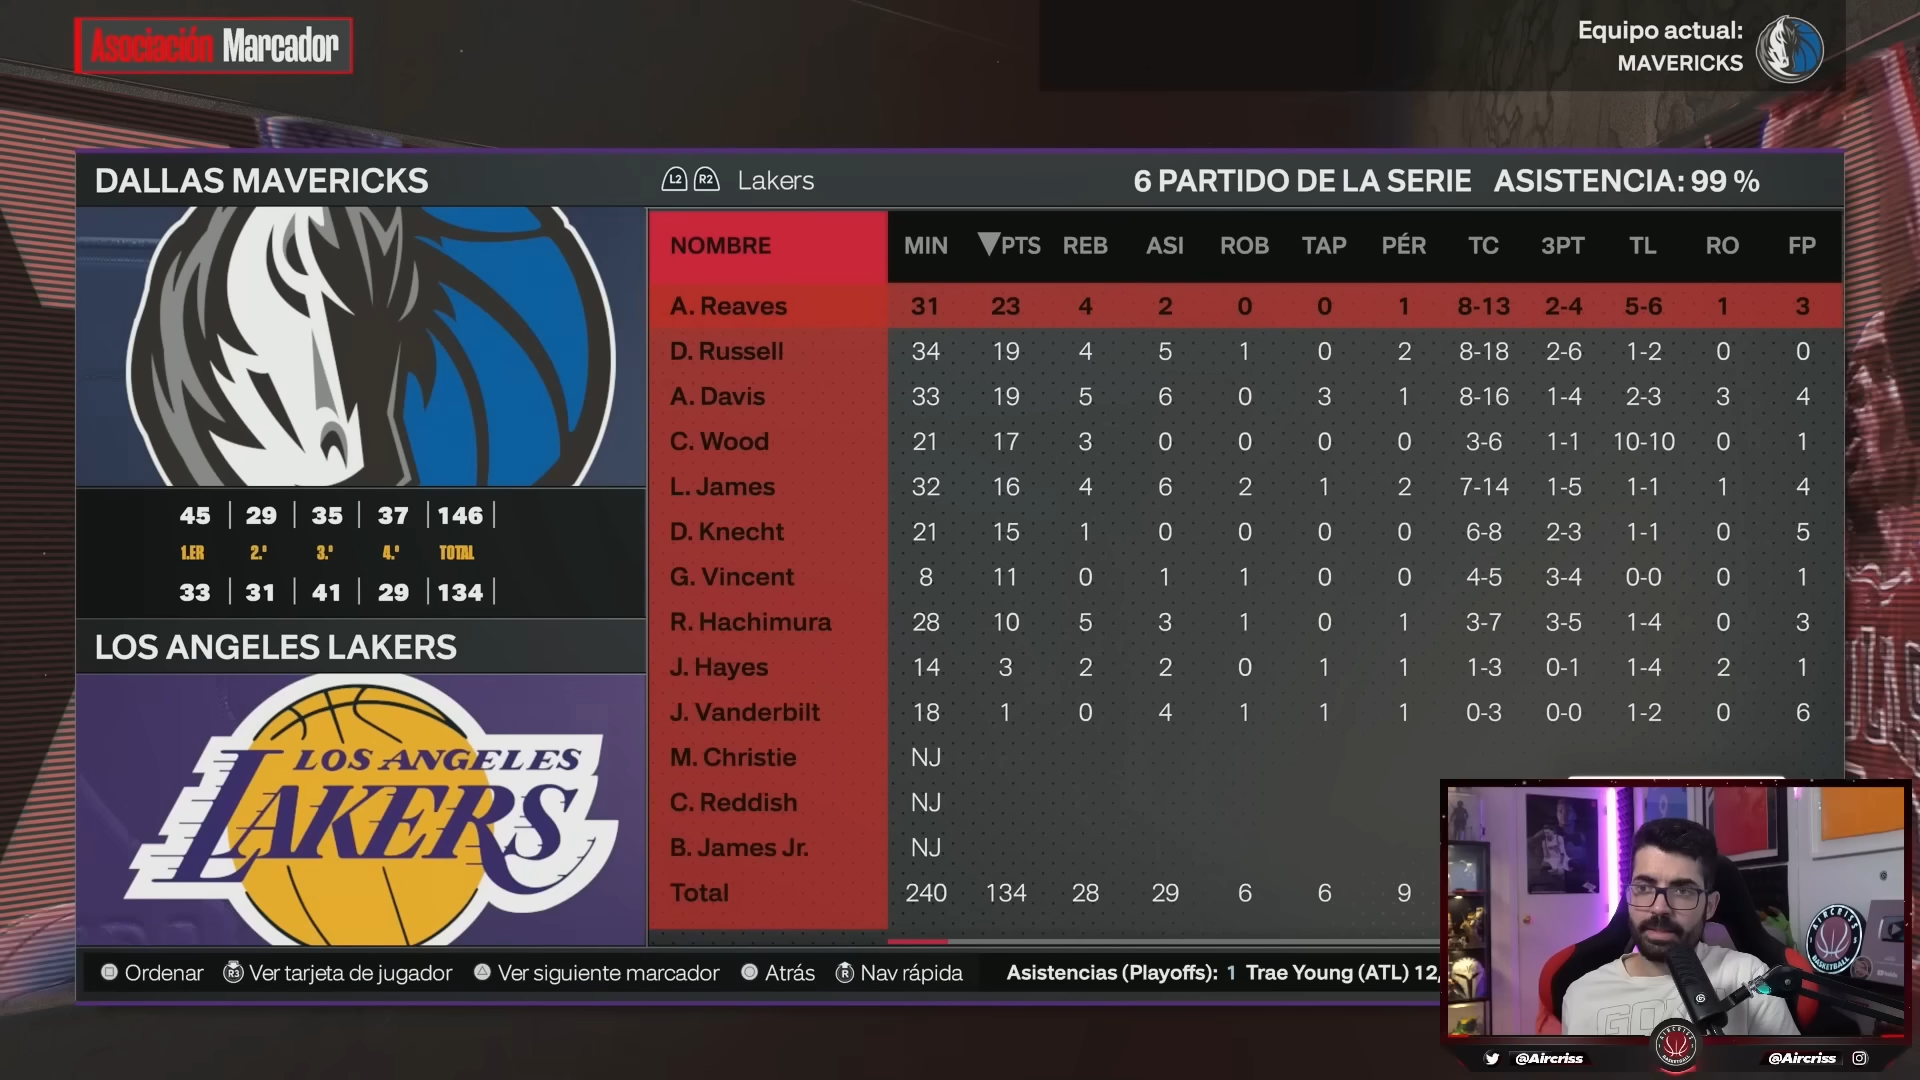 Asociación Marcador
Equipo actual:
MAVERICKS
DALLAS MAVERICKS
L2 R2 Lakers
6 PARTIDO DE LA SERIE ASISTENCIA: 99 %
45 29 35 37 146
1.ER 2.º 3.º 4.º TOTAL
33 31 41 29 134
LOS ANGELES LAKERS
LOS ANGELES
LAKERS
NOMBRE MIN ▼PTS REB ASI ROB TAP PÉR TC 3PT TL RO FP
A. Reaves 31 23 4 2 0 0 1 8-13 2-4 5-6 1 3
D. Russell 34 19 4 5 1 0 2 8-18 2-6 1-2 0 0
A. Davis 33 19 5 6 0 3 1 8-16 1-4 2-3 3 4
C. Wood 21 17 3 0 0 0 0 3-6 1-1 10-10 0 1
L. James 32 16 4 6 2 1 2 7-14 1-5 1-1 1 4
D. Knecht 21 15 1 0 0 0 0 6-8 2-3 1-1 0 5
G. Vincent 8 11 0 1 1 0 0 4-5 3-4 0-0 0 1
R. Hachimura 28 10 5 3 1 0 1 3-7 3-5 1-4 0 3
J. Hayes 14 3 2 2 0 1 1 1-3 0-1 1-4 2 1
J. Vanderbilt 18 1 0 4 1 1 1 0-3 0-0 1-2 0 6
M. Christie NJ
C. Reddish NJ
B. James Jr. NJ
Total 240 134 28 29 6 6 9
Ordenar R3 Ver tarjeta de jugador Ver siguiente marcador Atrás R Nav rápida Asistencias (Playoffs): 1 Trae Young (ATL) 12,
AIRCRISS
BASKETBALL
@Aircriss @Aircriss